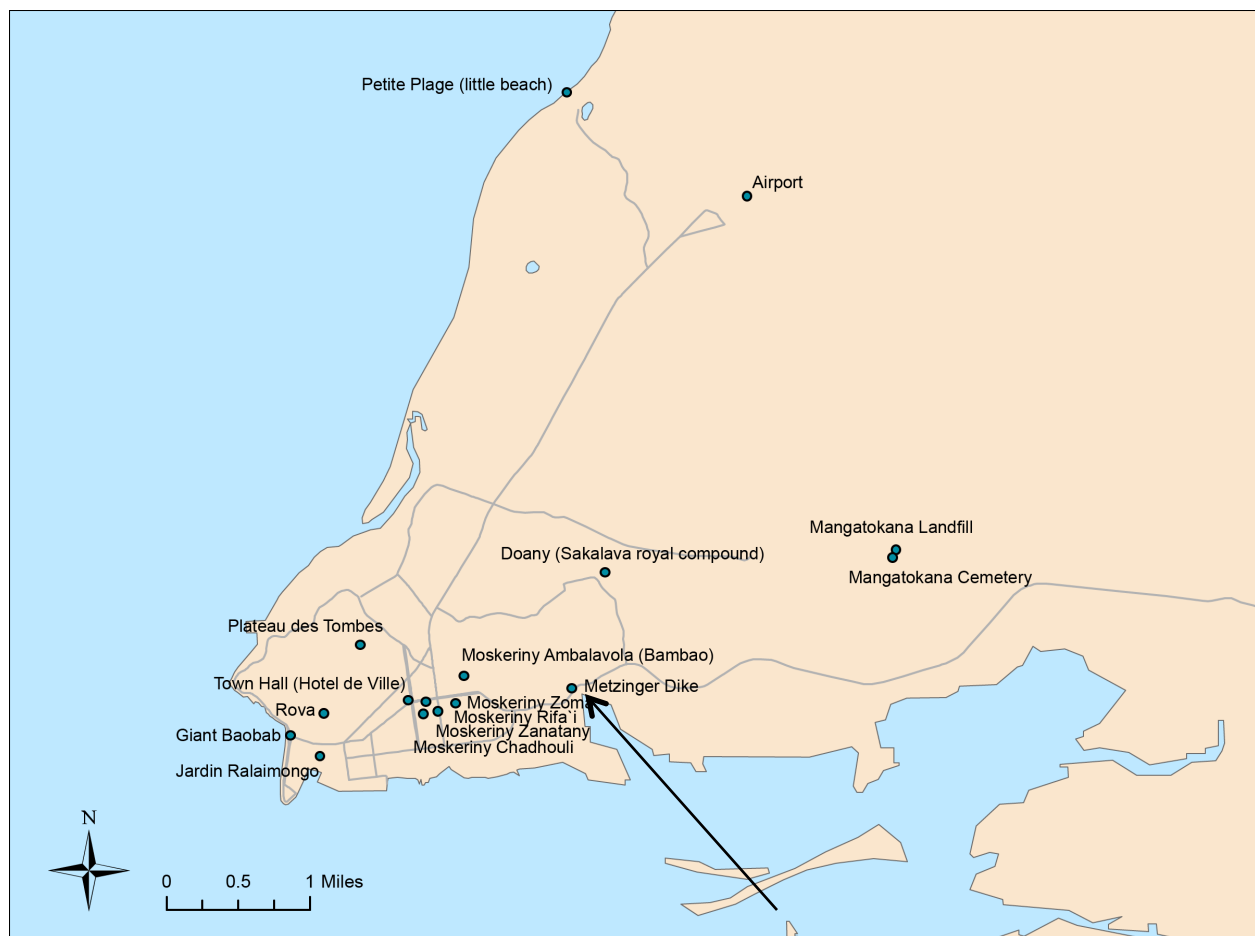 Petite Plage (little beach)
Airport
Mangatokana Landfill
Doany (Sakalava royal compound)
Mangatokana Cemetery
Plateau des Tombes
Moskeriny Ambalavola (Bambao)
Town Hall (Hotel de Ville)
Metzinger Dike
Moskeriny Zoma
Rova
Moskeriny Rifa`i
Moskeriny Zanatany
Giant Baobab
Moskeriny Chadhouli
Jardin Ralaimongo
N
0 0.5 1 Miles